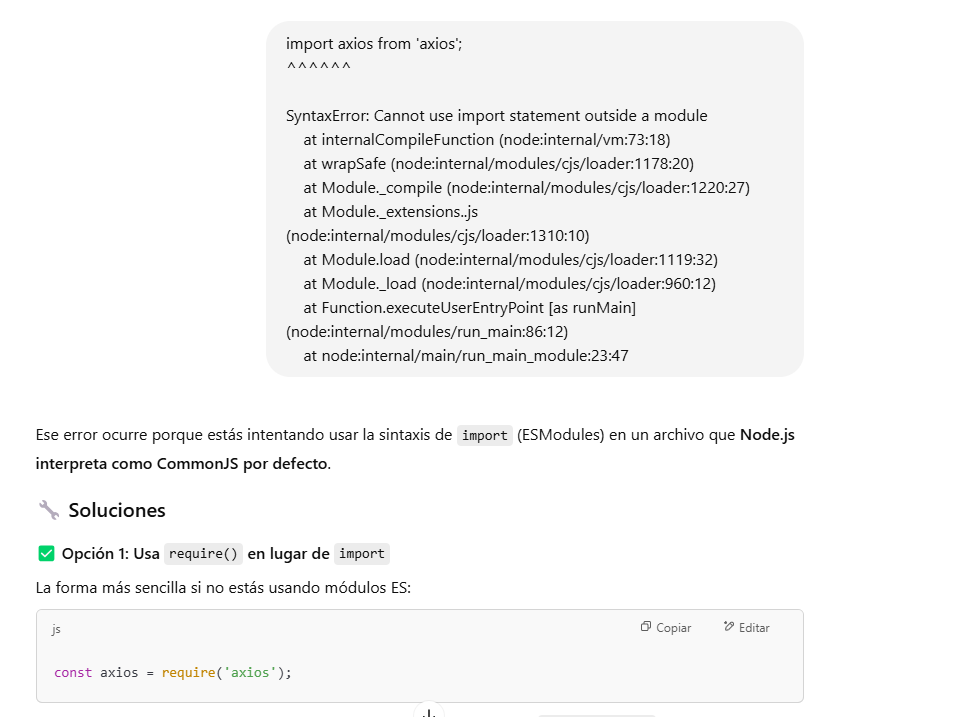 import axios from 'axios';
^^^^^^
SyntaxError: Cannot use import statement outside a module
at internalCompileFunction (node:internal/vm:73:18)
at wrapSafe (node:internal/modules/cjs/loader:1178:20)
at Module._compile (node:internal/modules/cjs/loader:1220:27)
at Module._extensions..js
(node:internal/modules/cjs/loader:1310:10)
at Module.load (node:internal/modules/cjs/loader:1119:32)
at Module._load (node:internal/modules/cjs/loader:960:12)
at Function.executeUserEntryPoint [as runMain]
(node:internal/modules/run_main:86:12)
at node:internal/main/run_main_module:23:47
Ese error ocurre porque estás intentando usar la sintaxis de import (ESModules) en un archivo que Node.js
interpreta como CommonJS por defecto.
Soluciones
Opción 1: Usa require() en lugar de import
La forma más sencilla si no estás usando módulos ES:
js Copiar Editar
const axios = require('axios');